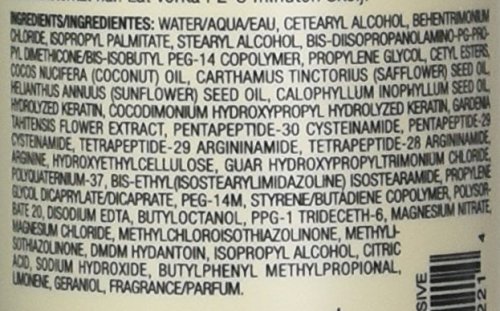 INGREDIENTS/INGREDIENTES: WATER/AQUA/EAU, CETEARYL ALCOHOL, BEHENTRIMONIUM
CHLORIDE, ISOPROPYL PALMITATE, STEARYL ALCOHOL, BIS-DIISOPROPANOLAMINO-PG-PRO-
PYL DIMETHICONE/BIS-ISOBUTYL PEG-14 COPOLYMER, PROPYLENE GLYCOL, CETYL ESTERS,
COCOS NUCIFERA (COCONUT) OIL, CARTHAMUS TINCTORIUS (SAFFLOWER) SEED OIL,
HELIANTHUS ANNUUS (SUNFLOWER) SEED OIL, CALOPHYLLUM INOPHYLLUM SEED OIL,
HYDROLYZED KERATIN, COCODIMONIUM HYDROXYPROPYL HYDROLYZED KERATIN, GARDENIA
TAHITENSIS FLOWER EXTRACT, PENTAPEPTIDE-30 CYSTEINAMIDE, PENTAPEPTIDE-29
CYSTEINAMIDE, TETRAPEPTIDE-29 ARGININAMIDE, TETRAPEPTIDE-28 ARGININAMIDE,
ARGININE, HYDROXYETHYLCELLULOSE, GUAR HYDROXYPROPYLTRIMONIUM CHLORIDE,
POLYQUATERNIUM-37, BIS-ETHYL(ISOSTEARYLIMIDAZOLINE) ISOSTEARAMIDE, PROPYLENE
GLYCOL DICAPRYLATE/DICAPRATE, PEG-14M, STYRENE/BUTADIENE COPOLYMER, POLYSOR-
BATE 20, DISODIUM EDTA, BUTYLOCTANOL, PPG-1 TRIDECETH-6, MAGNESIUM NITRATE,
MAGNESIUM CHLORIDE, METHYLCHLOROISOTHIAZOLINONE, METHYLI-
SOTHIAZOLINONE, DMDM HYDANTOIN, ISOPROPYL ALCOHOL, CITRIC
ACID, SODIUM HYDROXIDE, BUTYLPHENYL METHYLPROPIONAL,
LIMONENE, GERANIOL, FRAGRANCE/PARFUM.
SIVE
221
4